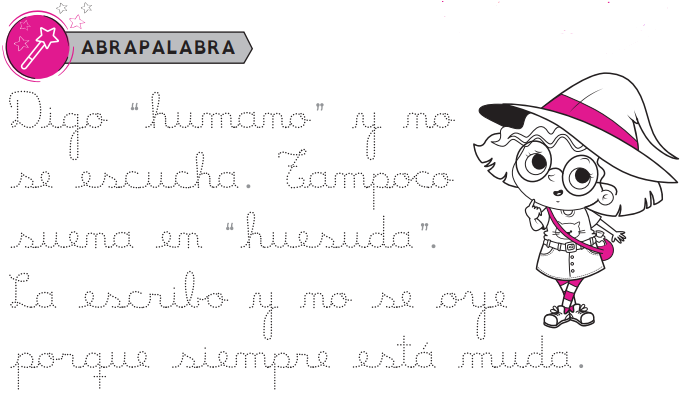 ABRAPALABRA
Digo “humano” y no
se escucha. Tampoco
suena en “huesuda”.
La escribo y no se oye
porque siempre está muda.